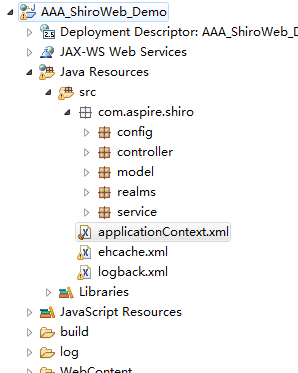 AAA_ShiroWeb_Demo
Deployment Descriptor: AAA_ShiroWeb_D
JAX-WS Web Services
Java Resources
src
com.aspire.shiro
config
controller
model
realms
service
applicationContext.xml
ehcache.xml
logback.xml
Libraries
JavaScript Resources
build
log
WebContent